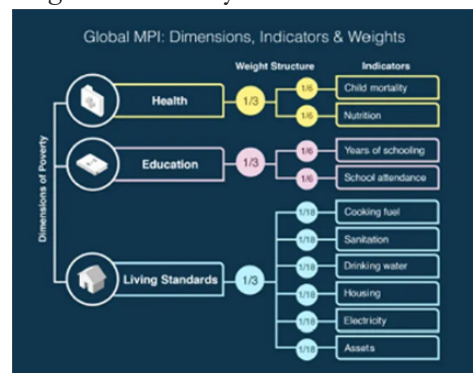 Global MPI: Dimensions, Indicators & Weights
Weight Structure
Indicators
Dimensions of Poverty
Health
1/3
1/6
Child mortality
1/6
Nutrition
Education
1/3
1/6
Years of schooling
1/6
School attendance
Living Standards
1/3
1/18
Cooking fuel
1/18
Sanitation
1/18
Drinking water
1/18
Housing
1/18
Electricity
1/18
Assets